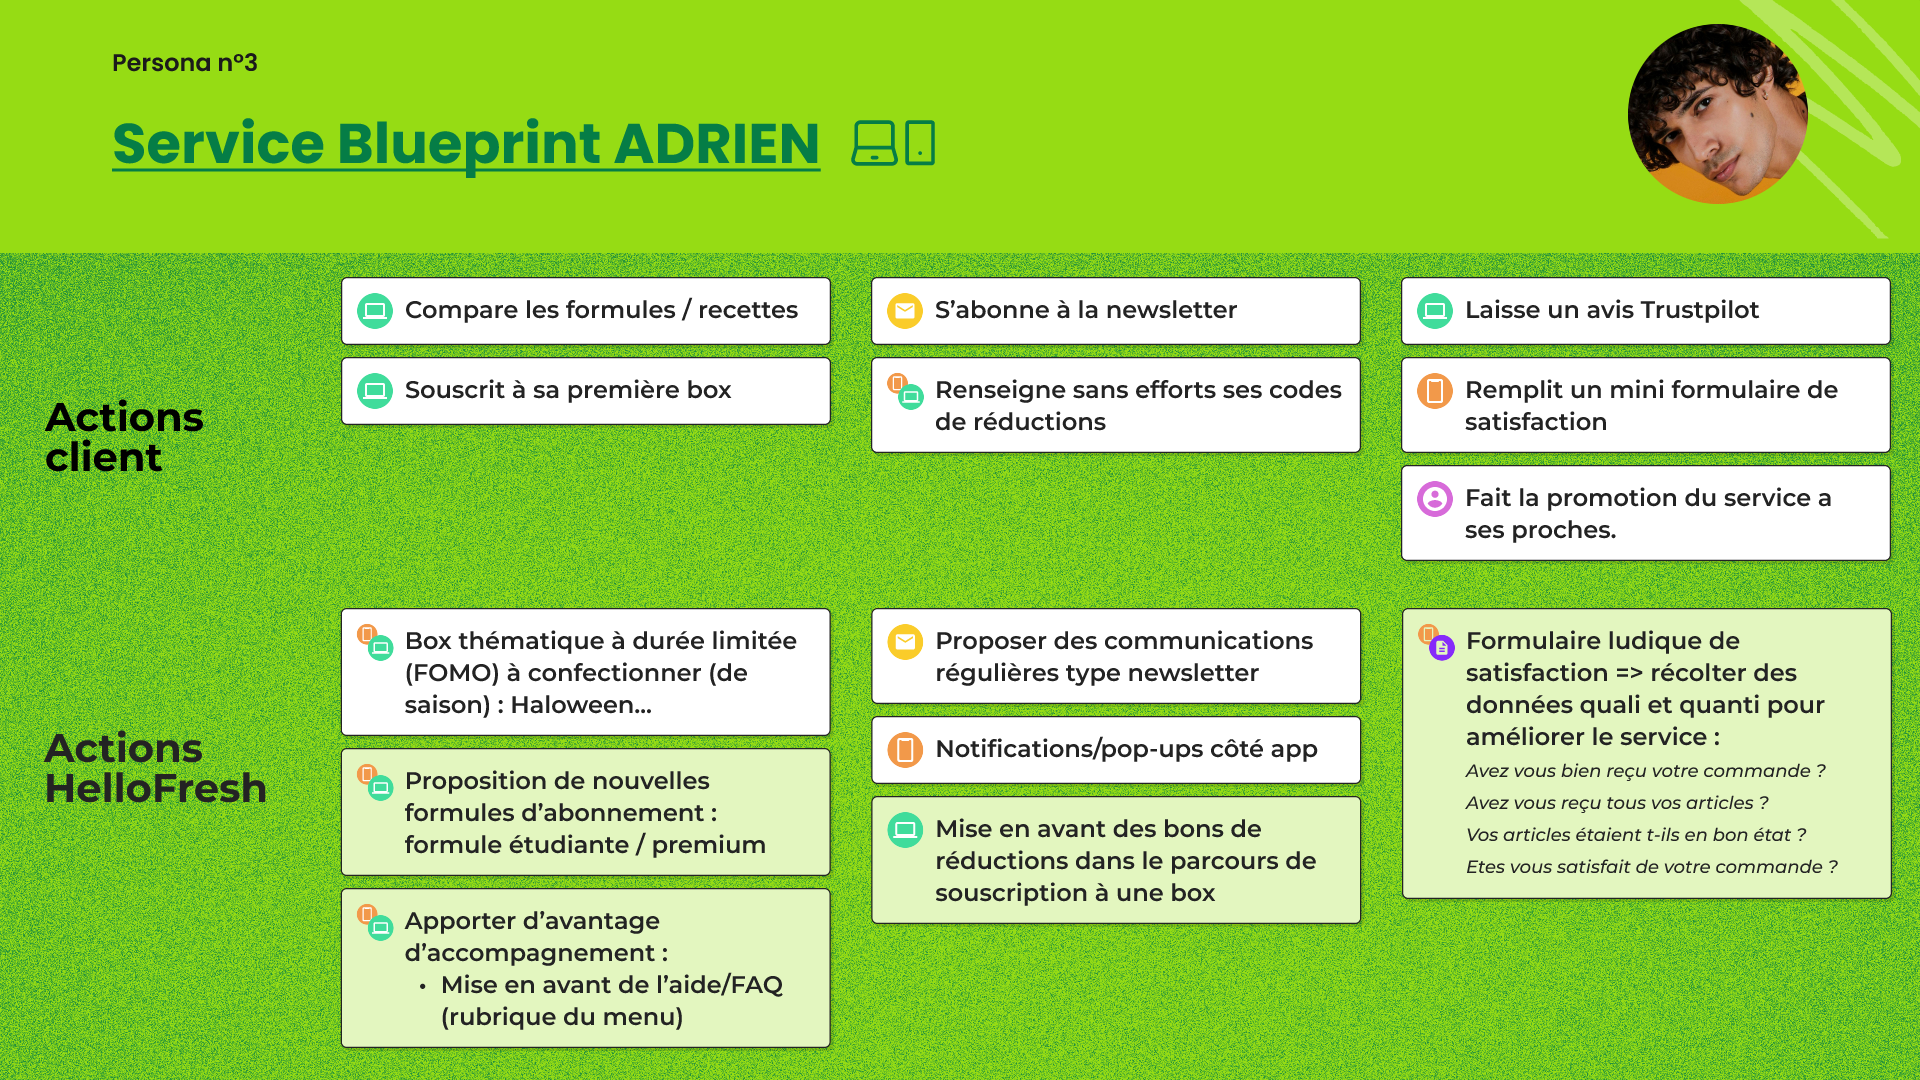 Persona n°3
Service Blueprint ADRIEN
Actions
client
Compare les formules / recettes
Souscrit à sa première box
S’abonne à la newsletter
Renseigne sans efforts ses codes
de réductions
Laisse un avis Trustpilot
Remplit un mini formulaire de
satisfaction
Fait la promotion du service a
ses proches.
Actions
HelloFresh
Box thématique à durée limitée
(FOMO) à confectionner (de
saison) : Haloween...
Proposition de nouvelles
formules d’abonnement :
formule étudiante / premium
Apporter d’avantage
d’accompagnement :
• Mise en avant de l’aide/FAQ
(rubrique du menu)
Proposer des communications
régulières type newsletter
Notifications/pop-ups côté app
Mise en avant des bons de
réductions dans le parcours de
souscription à une box
Formulaire ludique de
satisfaction => récolter des
données quali et quanti pour
améliorer le service :
Avez vous bien reçu votre commande ?
Avez vous reçu tous vos articles ?
Vos articles étaient t-ils en bon état ?
Etes vous satisfait de votre commande ?